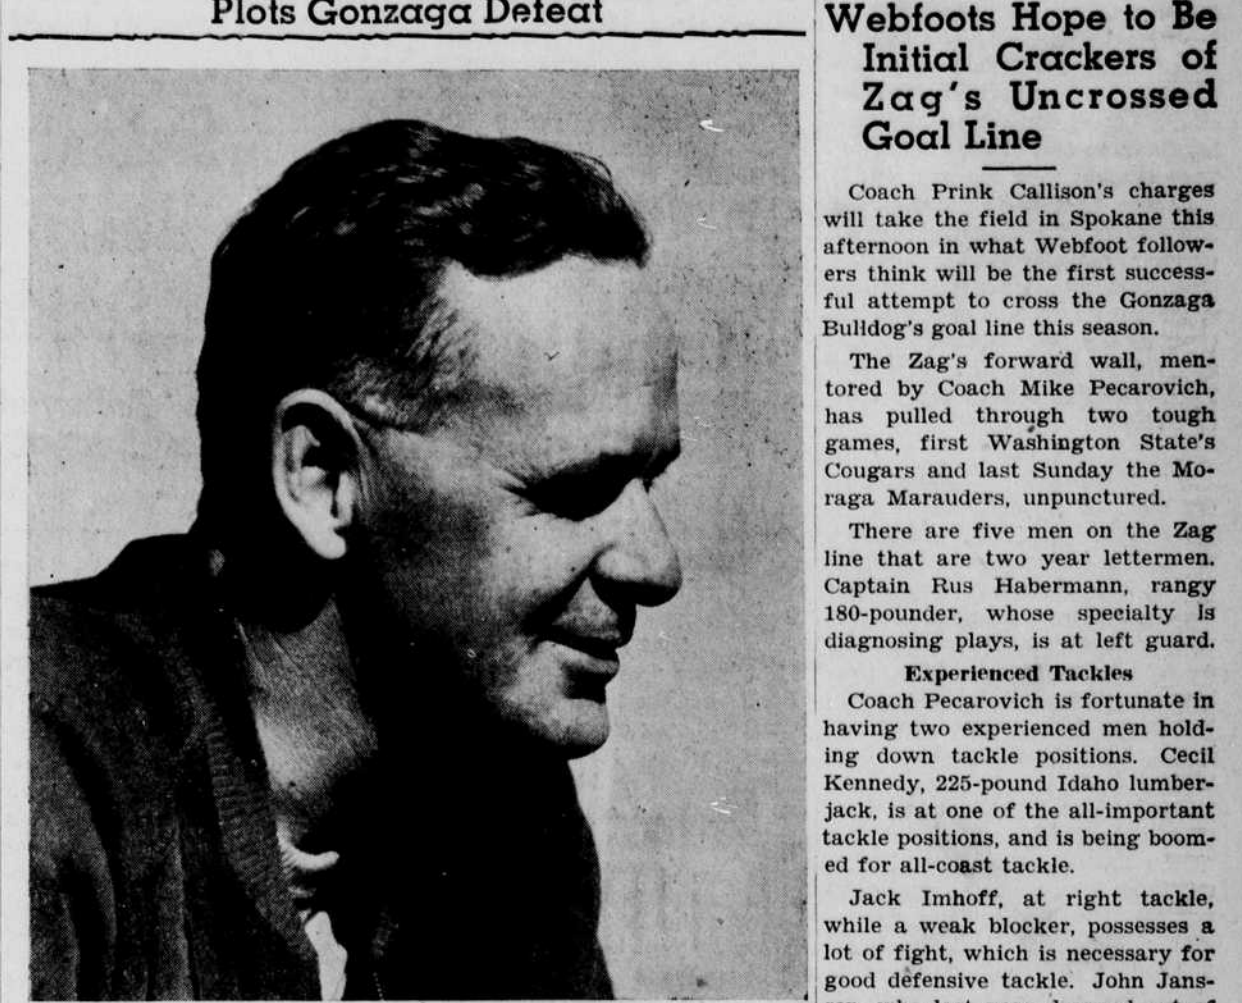 Plots Gonzaga Defeat
Webfoots Hope to Be
Initial Crackers of
Zag's Uncrossed
Goal Line
Coach Prink Callison's charges
will take the field in Spokane this
afternoon in what Webfoot follow-
ers think will be the first success-
ful attempt to cross the Gonzaga
Bulldog's goal line this season.
The Zag's forward wall, men-
tored by Coach Mike Pecarovich,
has pulled through two tough
games, first Washington State's
Cougars and last Sunday the Mo-
raga Marauders, unpunctured.
There are five men on the Zag
line that are two year lettermen.
Captain Rus Habermann, rangy
180-pounder, whose specialty is
diagnosing plays, is at left guard.
Experienced Tackles
Coach Pecarovich is fortunate in
having two experienced men hold-
ing down tackle positions. Cecil
Kennedy, 225-pound Idaho lumber-
jack, is at one of the all-important
tackle positions, and is being boom-
ed for all-coast tackle.
Jack Imhoff, at right tackle,
while a weak blocker, possesses a
lot of fight, which is necessary for
good defensive tackle. John Jans-